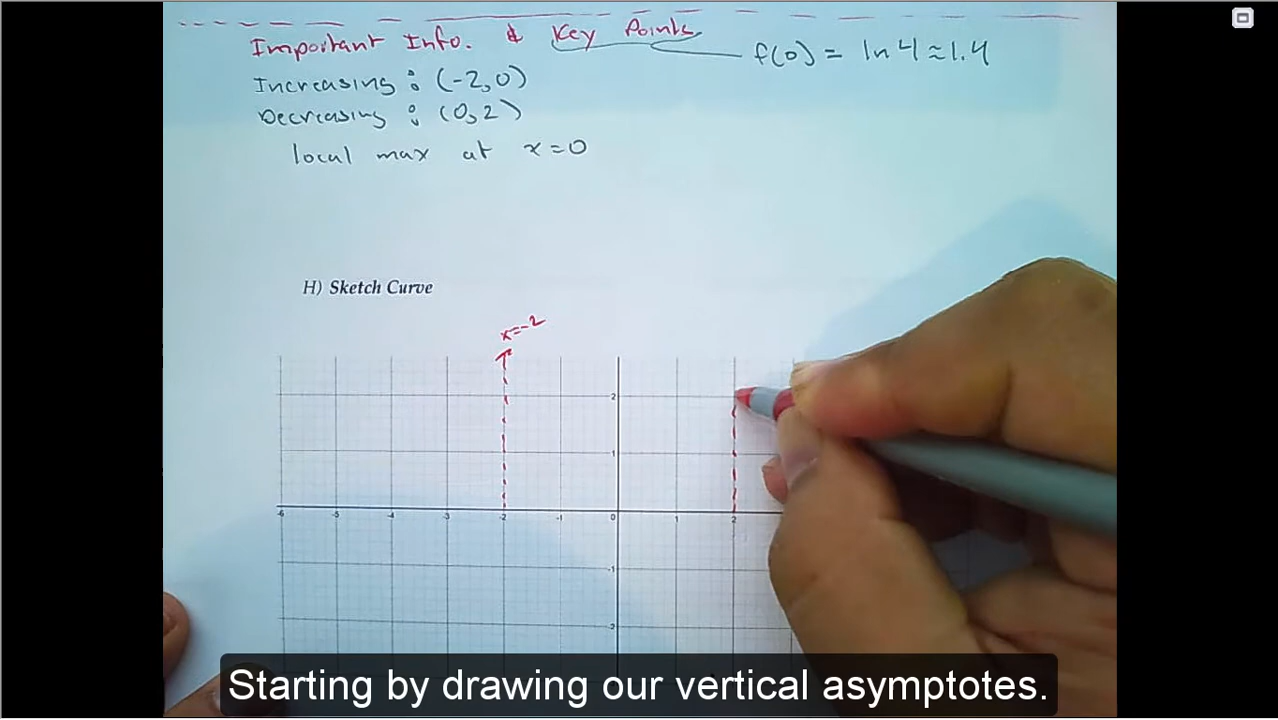 Important Info. & Key Points
f(0) = ln 4 ≈ 1.4
Increasing : (-2,0)
Decreasing : (0,2)
local max at x=0
H) Sketch Curve
x=-2
2
1
-6 -5 -4 -3 -2 -1 0 1 2
-1
-2
Starting by drawing our vertical asymptotes.